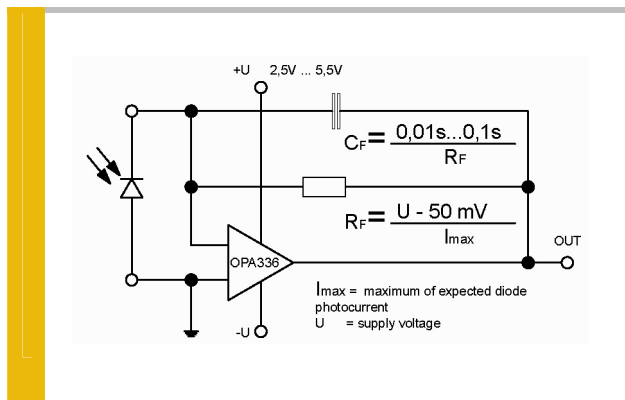 +U 2,5V ... 5,5V
CF= 0,01s...0,1s
RF
RF= U - 50 mV
Imax
OUT
OPA336
Imax = maximum of expected diode
photocurrent
U = supply voltage
-U